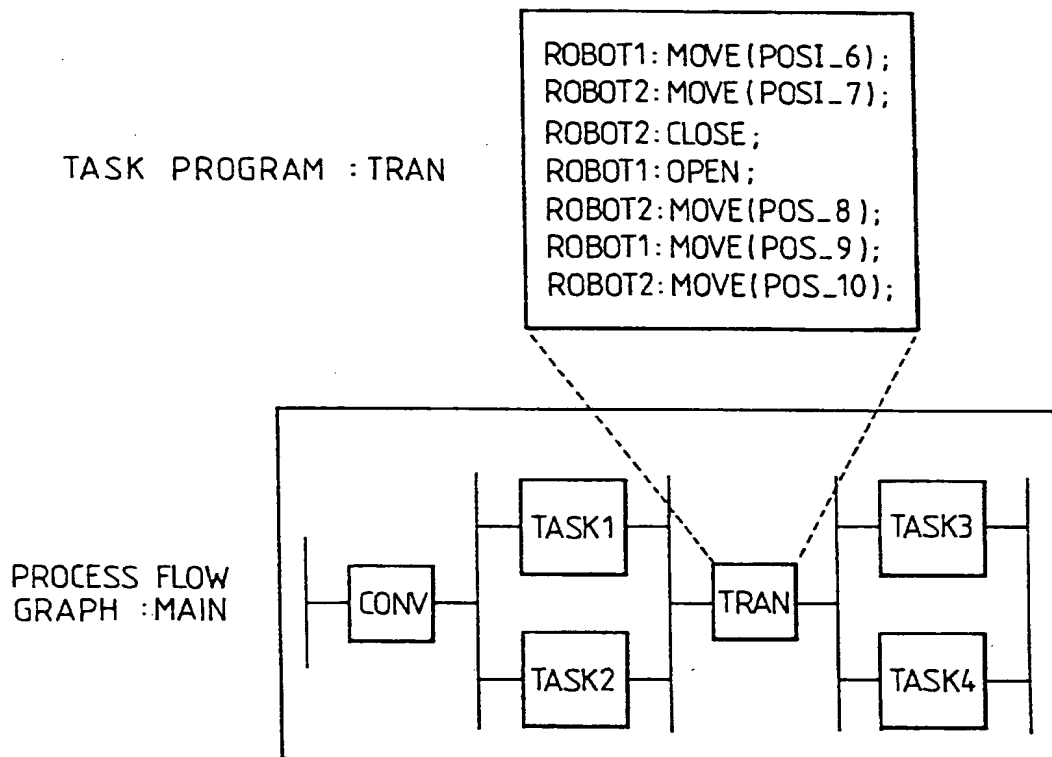 ROBOT1: MOVE(POSI_6);
ROBOT2: MOVE(POSI_7);
ROBOT2: CLOSE;
ROBOT1: OPEN;
ROBOT2: MOVE(POS_8);
ROBOT1: MOVE(POS_9);
ROBOT2: MOVE(POS_10);
TASK PROGRAM : TRAN
PROCESS FLOW
GRAPH : MAIN
CONV
TASK1
TASK2
TRAN
TASK3
TASK4